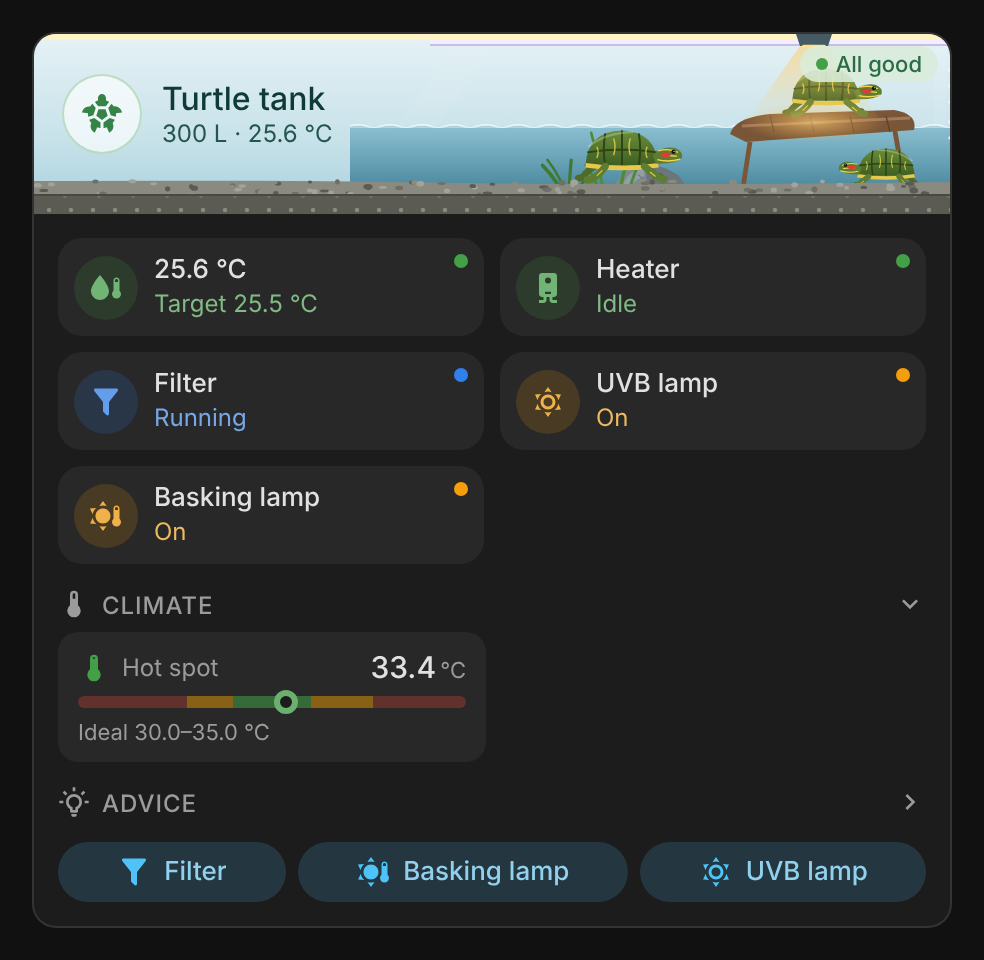 Turtle tank
300 L · 25.6 °C
All good
25.6 °C
Target 25.5 °C
Heater
Idle
Filter
Running
UVB lamp
On
Basking lamp
On
CLIMATE
Hot spot
33.4 °C
Ideal 30.0–35.0 °C
ADVICE
Filter
Basking lamp
UVB lamp